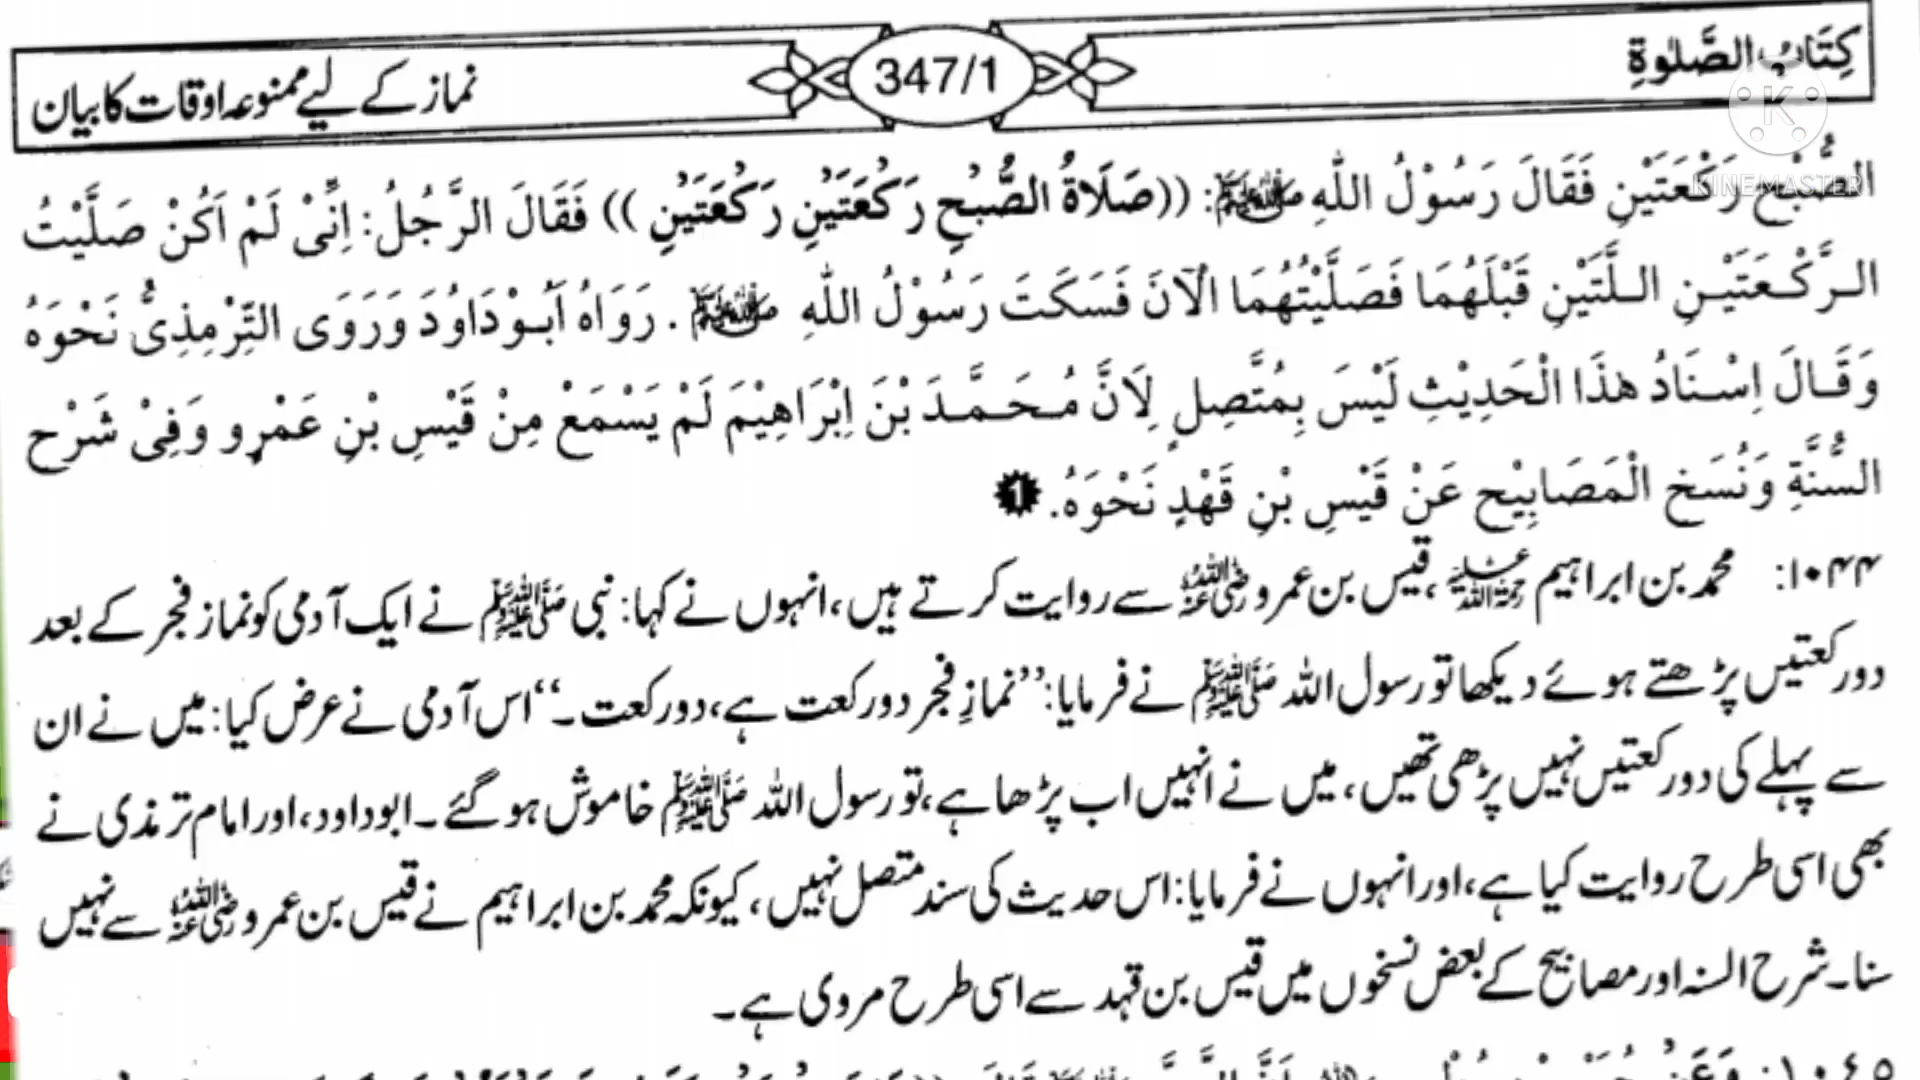 كِتَابُ الصَّلٰوةِ
347/1
نماز کے لیے ممنوعہ اوقات کا بیان
KINEMASTER
الصُّبْحِ رَكْعَتَيْنِ فَقَالَ رَسُوْلُ اللّٰهِ ﷺ: ((صَلَاةُ الصُّبْحِ رَكْعَتَيْنِ رَكْعَتَيْنِ)) فَقَالَ الرَّجُلُ: اِنِّىْ لَمْ اَكُنْ صَلَّيْتُ
الرَّكْعَتَيْنِ اللَّتَيْنِ قَبْلَهُمَا فَصَلَّيْتُهُمَا الْآنَ فَسَكَتَ رَسُوْلُ اللّٰهِ ﷺ. رَوَاهُ اَبُوْدَاوُدَ وَرَوَى التِّرْمِذِىُّ نَحْوَهُ
وَقَالَ اِسْنَادُ هٰذَا الْحَدِيْثِ لَيْسَ بِمُتَّصِلٍ لِاَنَّ مُحَمَّدَ بْنَ اِبْرَاهِيْمَ لَمْ يَسْمَعْ مِنْ قَيْسِ بْنِ عَمْرٍو وَفِىْ شَرْحِ
السُّنَّةِ وَنُسَخِ الْمَصَابِيْحِ عَنْ قَيْسِ بْنِ قَهْدٍ نَحْوَهُ. 1
۱۰۴۴: محمد بن ابراہیم رحمۃ اللہ علیہ، قیس بن عمرو رضی اللہ عنہ سے روایت کرتے ہیں، انہوں نے کہا: نبی ﷺ نے ایک آدمی کو نماز فجر کے بعد
دو رکعتیں پڑھتے ہوئے دیکھا تو رسول اللہ ﷺ نے فرمایا: ’’نمازِ فجر دو رکعت ہے، دو رکعت۔‘‘ اس آدمی نے عرض کیا: میں نے ان
سے پہلے کی دو رکعتیں نہیں پڑھی تھیں، میں نے انہیں اب پڑھا ہے، تو رسول اللہ ﷺ خاموش ہو گئے۔ ابوداود، اور امام ترمذی نے
بھی اسی طرح روایت کیا ہے، اور انہوں نے فرمایا: اس حدیث کی سند متصل نہیں، کیونکہ محمد بن ابراہیم نے قیس بن عمرو رضی اللہ عنہ سے نہیں
سنا۔ شرح السنہ اور مصابیح کے بعض نسخوں میں قیس بن قہد سے اسی طرح مروی ہے۔